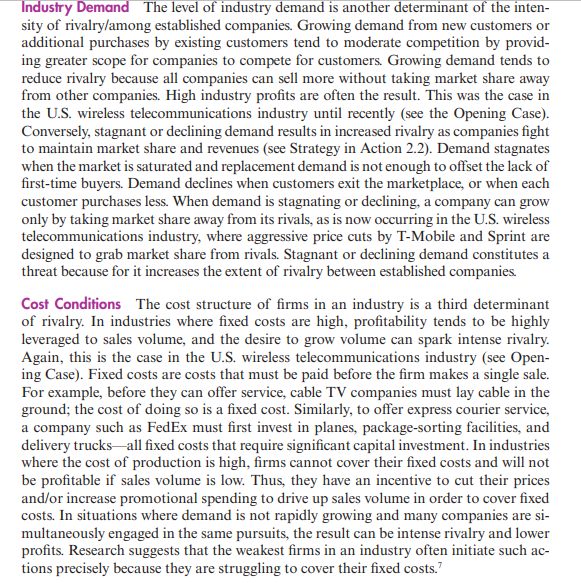 Industry Demand The level of industry demand is another determinant of the inten-
sity of rivalry/among established companies. Growing demand from new customers or
additional purchases by existing customers tend to moderate competition by provid-
ing greater scope for companies to compete for customers. Growing demand tends to
reduce rivalry because all companies can sell more without taking market share away
from other companies. High industry profits are often the result. This was the case in
the U.S. wireless telecommunications industry until recently (see the Opening Case).
Conversely, stagnant or declining demand results in increased rivalry as companies fight
to maintain market share and revenues (see Strategy in Action 2.2). Demand stagnates
when the market is saturated and replacement demand is not enough to offset the lack of
first-time buyers. Demand declines when customers exit the marketplace, or when each
customer purchases less. When demand is stagnating or declining, a company can grow
only by taking market share away from its rivals, as is now occurring in the U.S. wireless
telecommunications industry, where aggressive price cuts by T-Mobile and Sprint are
designed to grab market share from rivals. Stagnant or declining demand constitutes a
threat because for it increases the extent of rivalry between established companies.
Cost Conditions The cost structure of firms in an industry is a third determinant
of rivalry. In industries where fixed costs are high, profitability tends to be highly
leveraged to sales volume, and the desire to grow volume can spark intense rivalry.
Again, this is the case in the U.S. wireless telecommunications industry (see Open-
ing Case). Fixed costs are costs that must be paid before the firm makes a single sale.
For example, before they can offer service, cable TV companies must lay cable in the
ground; the cost of doing so is a fixed cost. Similarly, to offer express courier service,
a company such as FedEx must first invest in planes, package-sorting facilities, and
delivery trucks—all fixed costs that require significant capital investment. In industries
where the cost of production is high, firms cannot cover their fixed costs and will not
be profitable if sales volume is low. Thus, they have an incentive to cut their prices
and/or increase promotional spending to drive up sales volume in order to cover fixed
costs. In situations where demand is not rapidly growing and many companies are si-
multaneously engaged in the same pursuits, the result can be intense rivalry and lower
profits. Research suggests that the weakest firms in an industry often initiate such ac-
tions precisely because they are struggling to cover their fixed costs.7